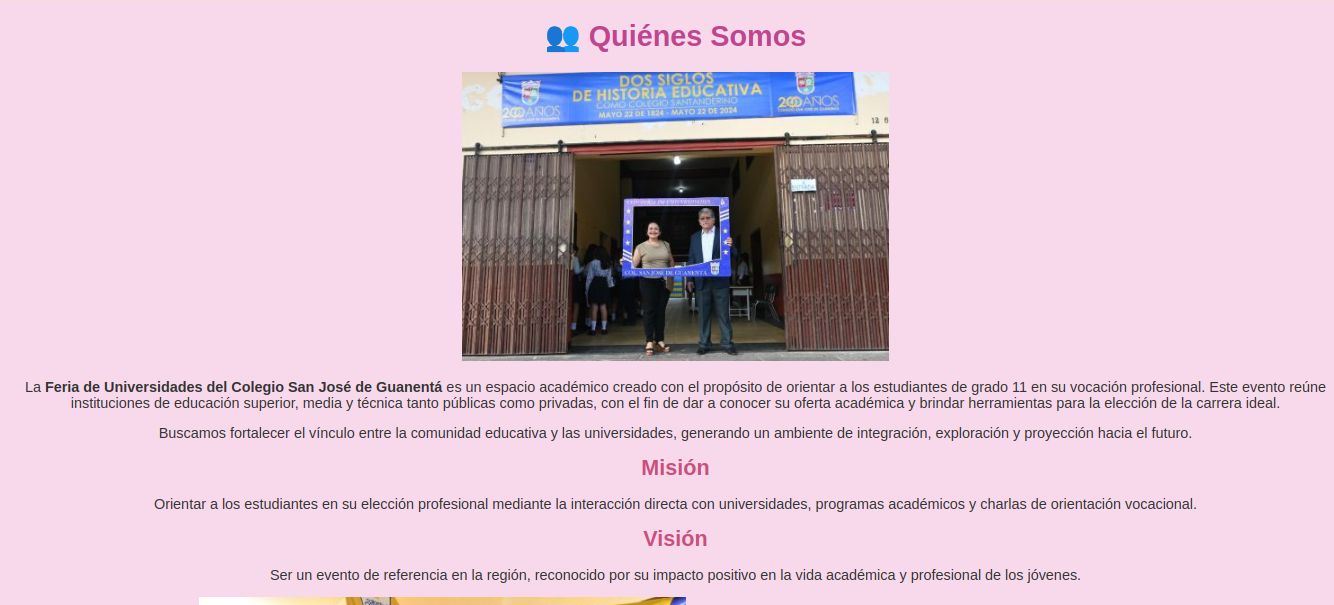 👥 Quiénes Somos
DOS SIGLOS
DE HISTORIA EDUCATIVA
COMO COLEGIO SANTANDERINO
MAYO 22 DE 1824 - MAYO 22 DE 2024
200 AÑOS
200 AÑOS
COL. SAN JOSE DE GUANENTA
La Feria de Universidades del Colegio San José de Guanentá es un espacio académico creado con el propósito de orientar a los estudiantes de grado 11 en su vocación profesional. Este evento reúne
instituciones de educación superior, media y técnica tanto públicas como privadas, con el fin de dar a conocer su oferta académica y brindar herramientas para la elección de la carrera ideal.
Buscamos fortalecer el vínculo entre la comunidad educativa y las universidades, generando un ambiente de integración, exploración y proyección hacia el futuro.
Misión
Orientar a los estudiantes en su elección profesional mediante la interacción directa con universidades, programas académicos y charlas de orientación vocacional.
Visión
Ser un evento de referencia en la región, reconocido por su impacto positivo en la vida académica y profesional de los jóvenes.